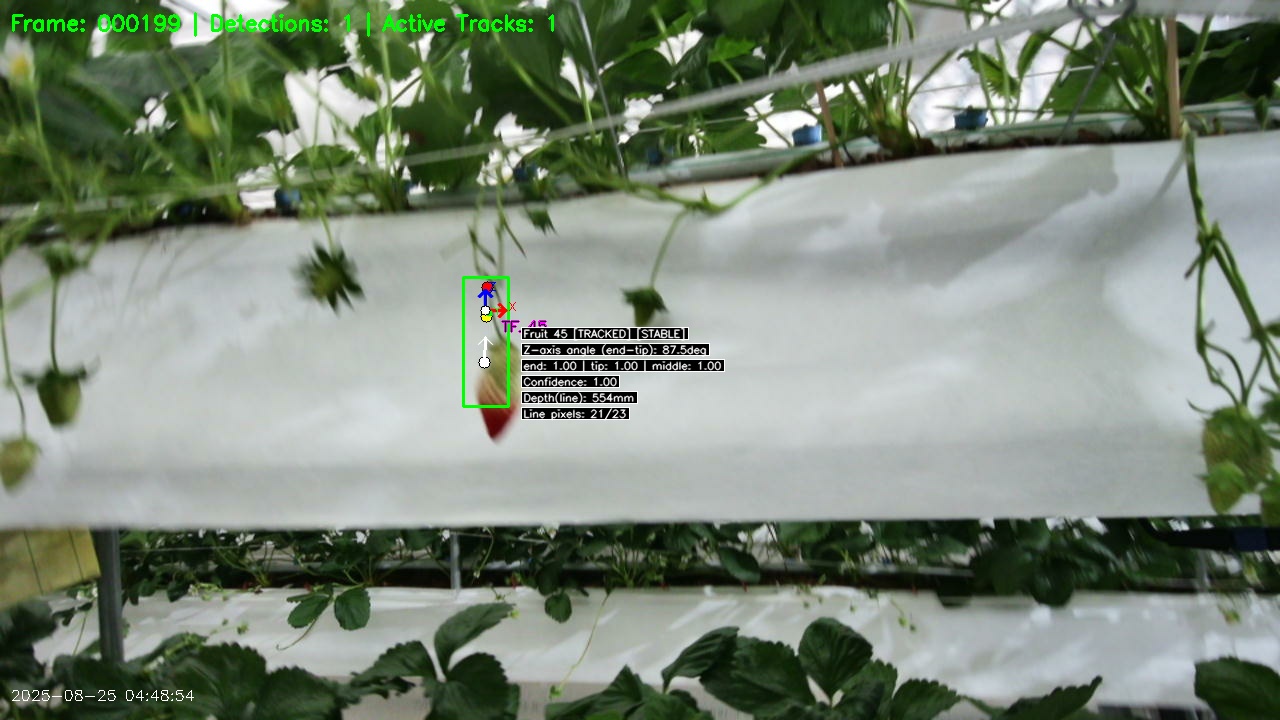 Frame: 000199 | Detections: 1 | Active Tracks: 1
X
TF_45
Fruit 45 [TRACKED] [STABLE]
Z-axis angle (end-tip): 87.5deg
end: 1.00 | tip: 1.00 | middle: 1.00
Confidence: 1.00
Depth(line): 554mm
Line pixels: 21/23
2025-08-25 04:48:54